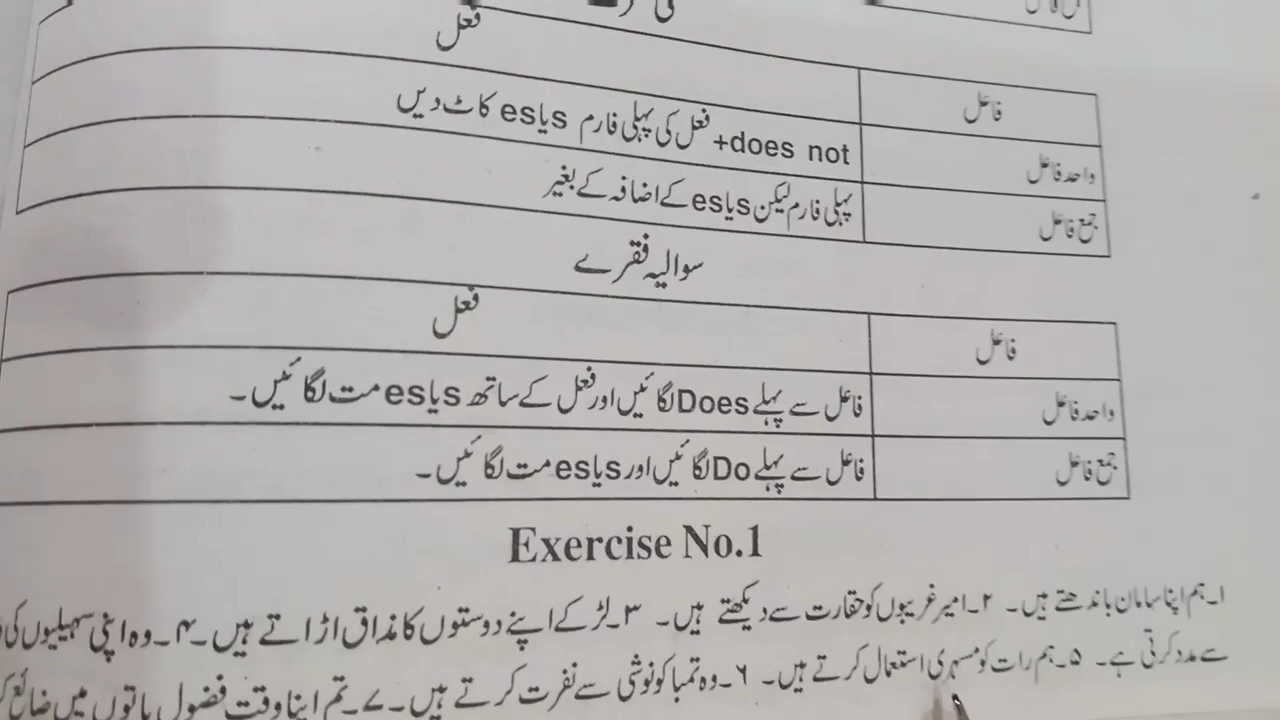 فعل
فاعل
does not+ فعل کی پہلی فارم s یا es کاٹ دیں
واحد فاعل
پہلی فارم لیکن s یا es کے اضافہ کے بغیر
جمع فاعل
سوالیہ فقرے
فعل
فاعل
فاعل سے پہلے Does لگائیں اور فعل کے ساتھ s یا es مت لگائیں۔
واحد فاعل
فاعل سے پہلے Do لگائیں اور s یا es مت لگائیں۔
جمع فاعل
Exercise No.1
۱۔ ہم اپنا سامان باندھتے ہیں۔ ۲۔ امیر غریبوں کو حقارت سے دیکھتے ہیں۔ ۳۔ لڑکے اپنے دوستوں کا مذاق اڑاتے ہیں۔ ۴۔ وہ اپنی سہیلیوں کی
سے مدد کرتی ہے۔ ۵۔ ہم رات کو مسہری استعمال کرتے ہیں۔ ۶۔ وہ تمباکو نوشی سے نفرت کرتے ہیں۔ ۷۔ تم اپنا وقت فضول باتوں میں ضائع